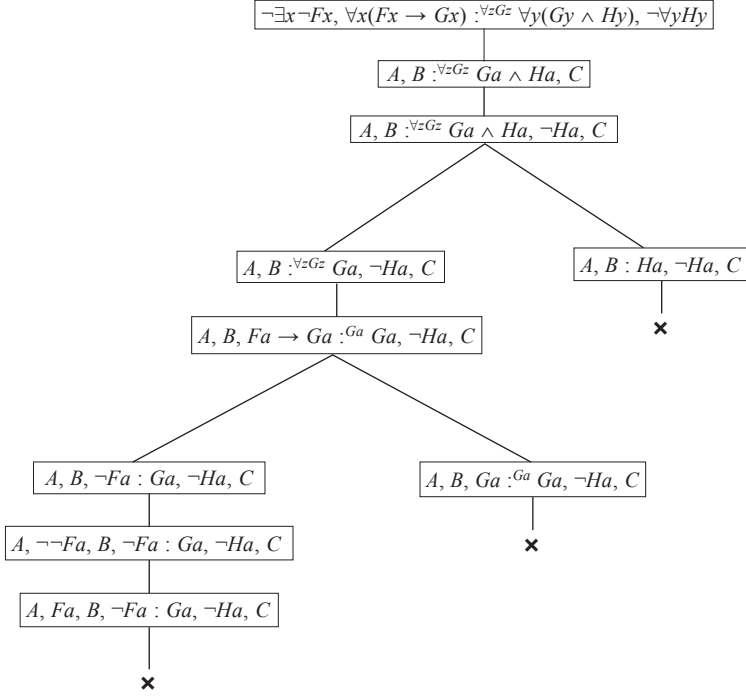 ¬∃x¬Fx, ∀x(Fx → Gx) :^∀zGz ∀y(Gy ∧ Hy), ¬∀yHy
A, B :^∀zGz Ga ∧ Ha, C
A, B :^∀zGz Ga ∧ Ha, ¬Ha, C
A, B :^∀zGz Ga, ¬Ha, C
A, B : Ha, ¬Ha, C
×
A, B, Fa → Ga :^Ga Ga, ¬Ha, C
A, B, ¬Fa : Ga, ¬Ha, C
A, B, Ga :^Ga Ga, ¬Ha, C
×
A, ¬¬Fa, B, ¬Fa : Ga, ¬Ha, C
A, Fa, B, ¬Fa : Ga, ¬Ha, C
×